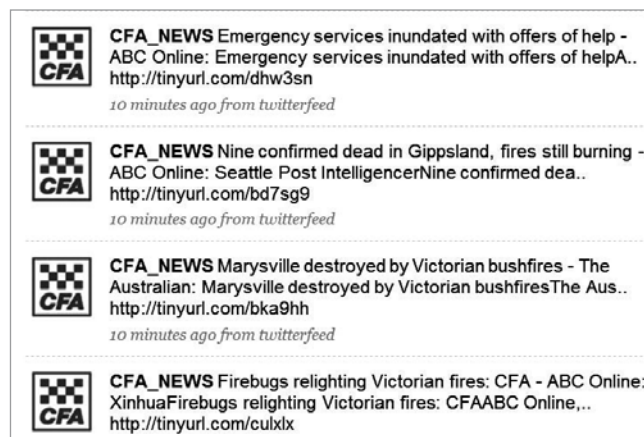 CFA_NEWS Emergency services inundated with offers of help -
ABC Online: Emergency services inundated with offers of helpA..
http://tinyurl.com/dhw3sn
10 minutes ago from twitterfeed
CFA
CFA_NEWS Nine confirmed dead in Gippsland, fires still burning -
ABC Online: Seattle Post IntelligencerNine confirmed dea..
http://tinyurl.com/bd7sg9
10 minutes ago from twitterfeed
CFA
CFA_NEWS Marysville destroyed by Victorian bushfires - The
Australian: Marysville destroyed by Victorian bushfiresThe Aus..
http://tinyurl.com/bka9hh
10 minutes ago from twitterfeed
CFA
CFA_NEWS Firebugs relighting Victorian fires: CFA - ABC Online:
XinhuaFirebugs relighting Victorian fires: CFAABC Online,..
http://tinyurl.com/culxlx
CFA